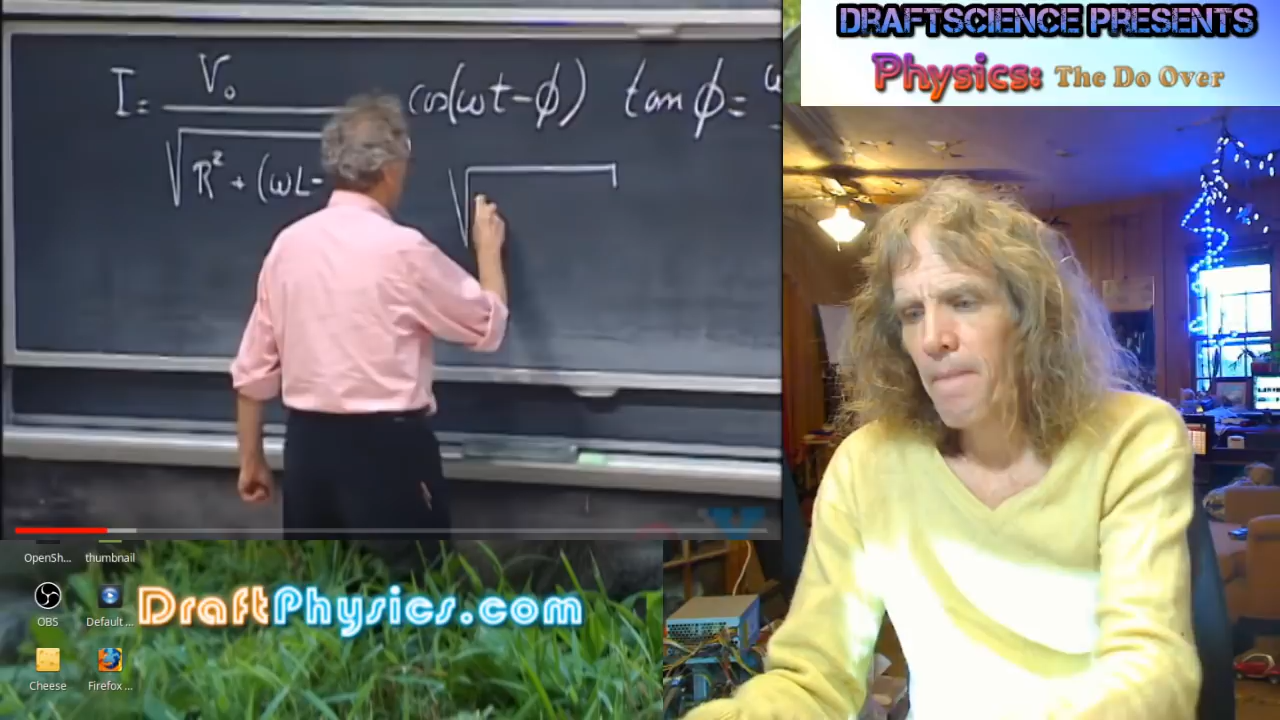 DRAFTSCIENCE PRESENTS
Physics: The Do Over
I = V₀ cos(ωt-ϕ) tan ϕ = ω
√R² + (ωL-
OpenSh... thumbnail
DraftPhysics.com
OBS Default ...
Cheese Firefox ...